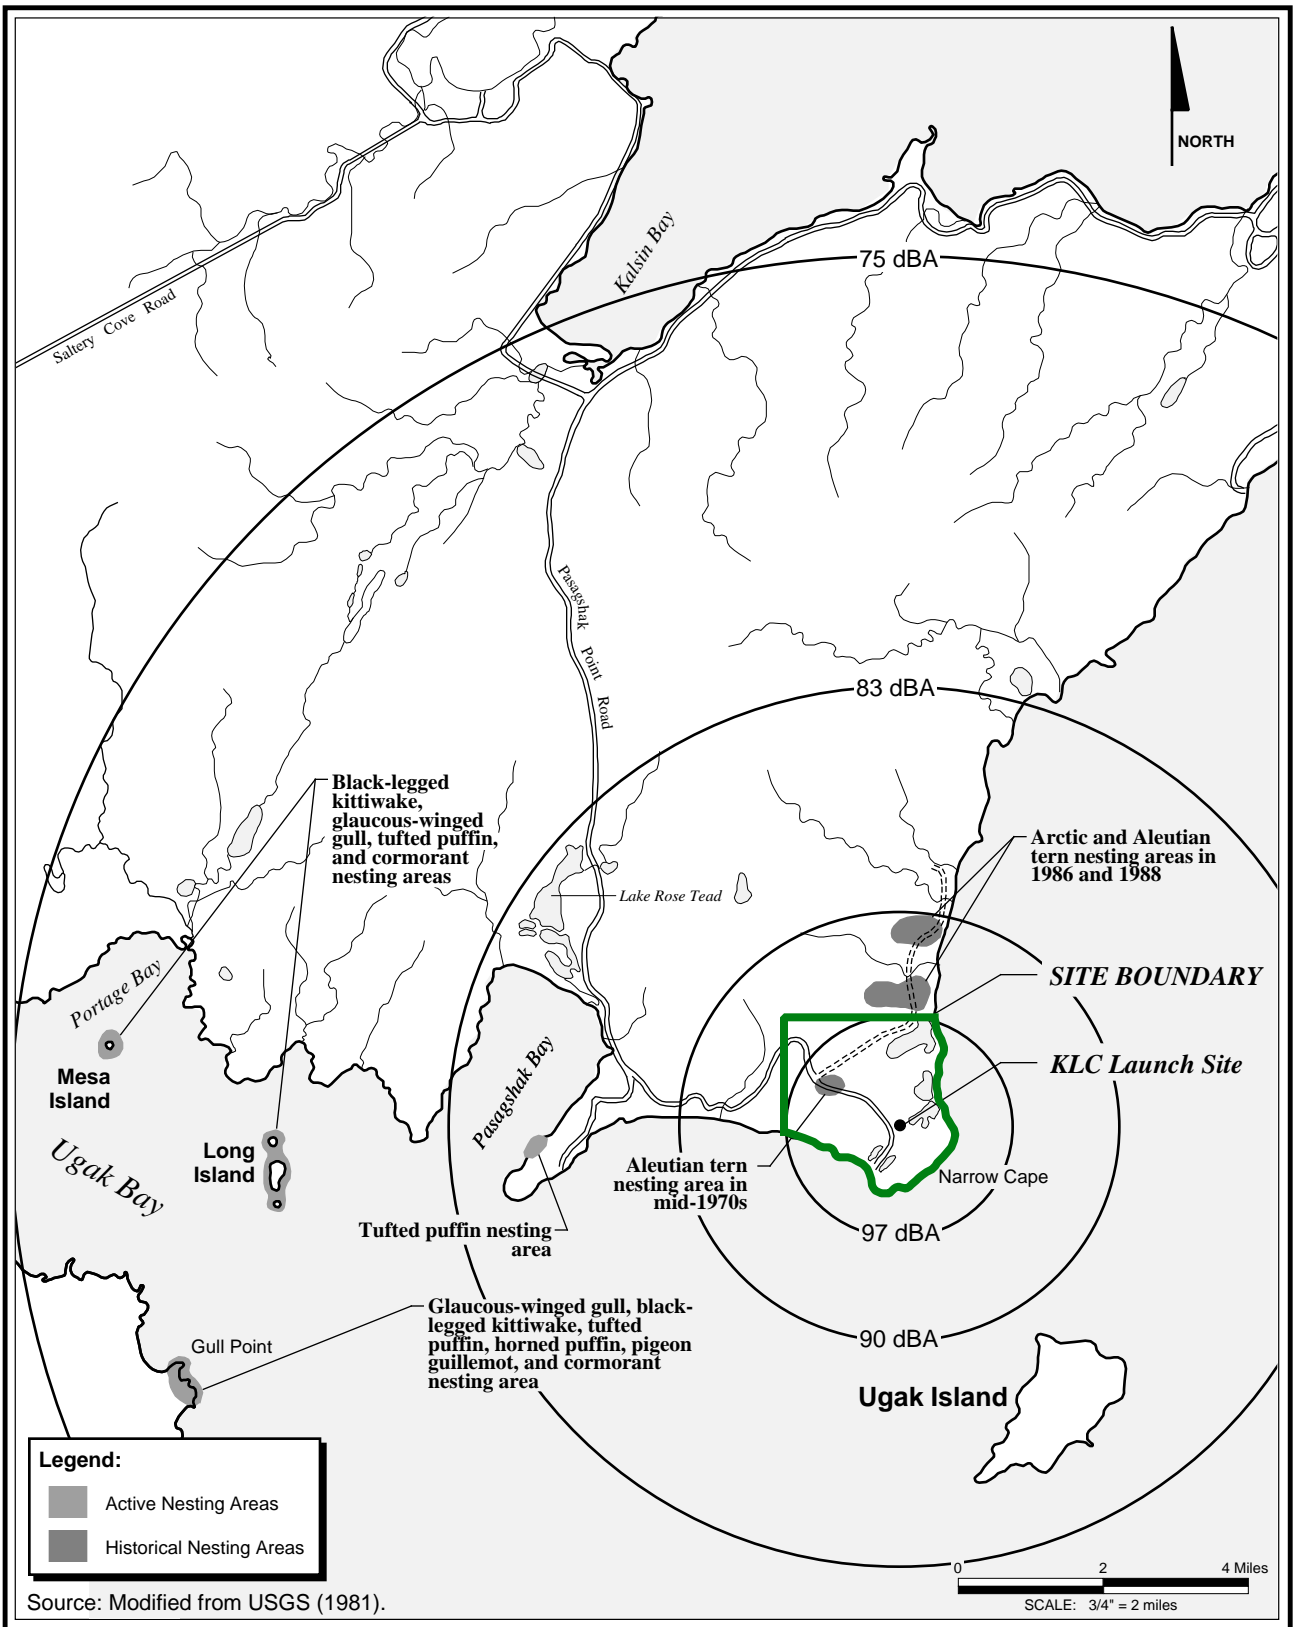 NORTH
Kalsin Bay
75 dBA
Saltery Cove Road
Pasagshak Point Road
83 dBA
Black-legged
kittiwake,
glaucous-winged
gull, tufted puffin,
and cormorant
nesting areas
Arctic and Aleutian
tern nesting areas in
1986 and 1988
Lake Rose Tead
Portage Bay
SITE BOUNDARY
Mesa
Island
Pasagshak Bay
KLC Launch Site
Ugak Bay
Long
Island
Aleutian tern
nesting area in
mid-1970s
Narrow Cape
Tufted puffin nesting
area
97 dBA
Glaucous-winged gull, black-
legged kittiwake, tufted
puffin, horned puffin, pigeon
guillemot, and cormorant
nesting area
90 dBA
Gull Point
Ugak Island
Legend:
Active Nesting Areas
Historical Nesting Areas
0 2 4 Miles
SCALE: 3/4" = 2 miles
Source: Modified from USGS (1981).